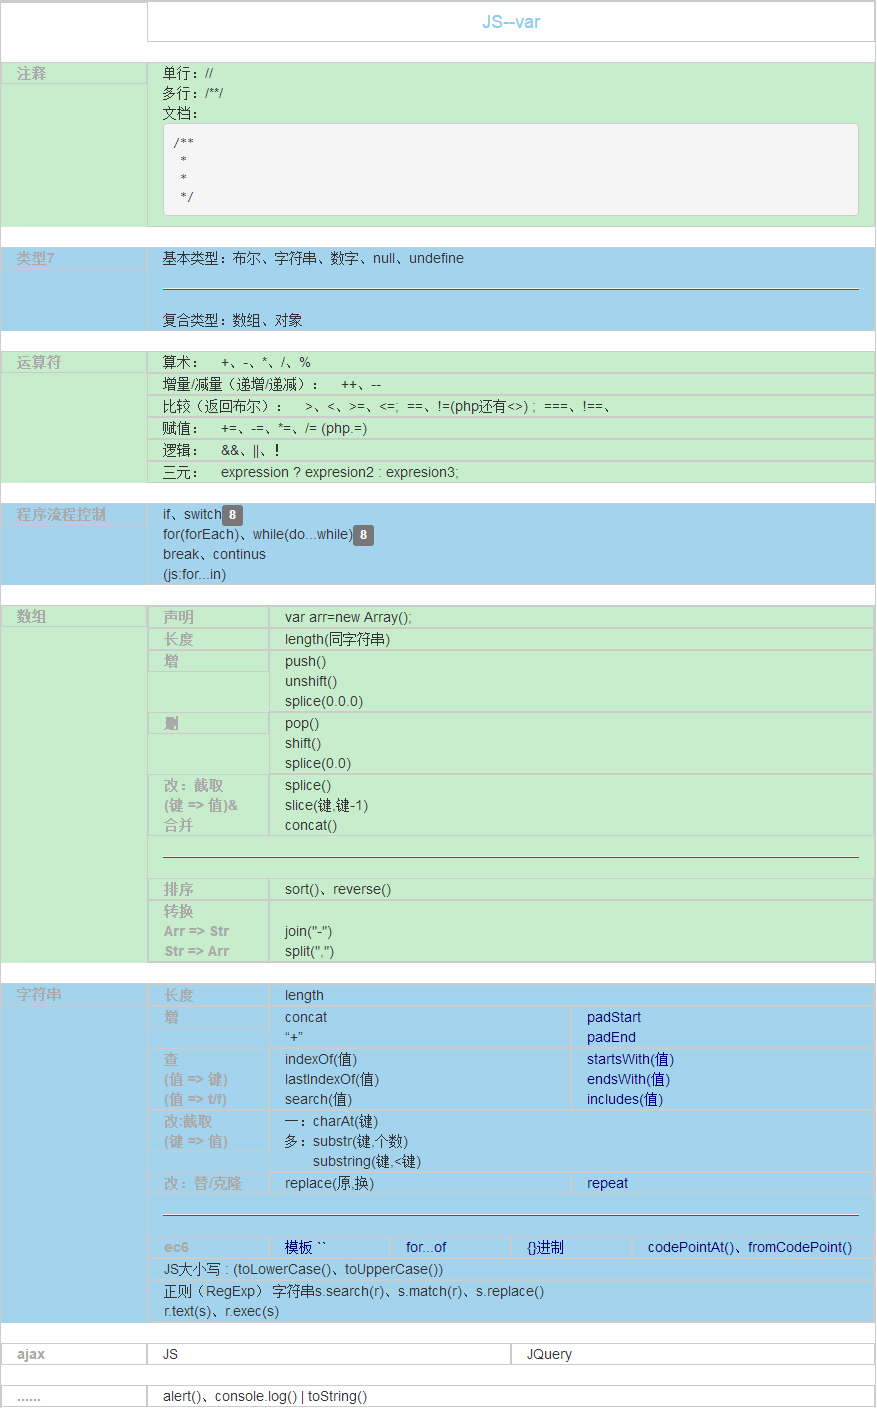 JS--var
注释
单行：//
多行：/**/
文档：
/**
 *
 *
 */
类型7
基本类型：布尔、字符串、数字、null、undefine
复合类型：数组、对象
运算符
算术： +、-、*、/、%
增量/减量（递增/递减）： ++、--
比较（返回布尔）： >、<、>=、<=; ==、!=(php还有<>) ; ===、!==、
赋值： +=、-=、*=、/= (php.=)
逻辑： &&、||、！
三元： expression ? expresion2 : expresion3;
程序流程控制
if、switch 8
for(forEach)、while(do...while) 8
break、continus
(js:for...in)
数组
声明 var arr=new Array();
长度 length(同字符串)
增 push()
unshift()
splice(0.0.0)
删 pop()
shift()
splice(0.0)
改：截取 splice()
(键 => 值)& slice(键,键-1)
合并 concat()
排序 sort()、reverse()
转换
Arr => Str join("-")
Str => Arr split(",")
字符串
长度 length
增 concat padStart
“+” padEnd
查 indexOf(值) startsWith(值)
(值 => 键) lastIndexOf(值) endsWith(值)
(值 => t/f) search(值) includes(值)
改:截取 一：charAt(键)
(键 => 值) 多：substr(键,个数)
substring(键,<键)
改：替/克隆 replace(原,换) repeat
ec6 模板 `` for...of {}进制 codePointAt()、fromCodePoint()
JS大小写 : (toLowerCase()、toUpperCase())
正则（RegExp） 字符串s.search(r)、s.match(r)、s.replace()
r.text(s)、r.exec(s)
ajax JS JQuery
...... alert()、console.log() | toString()